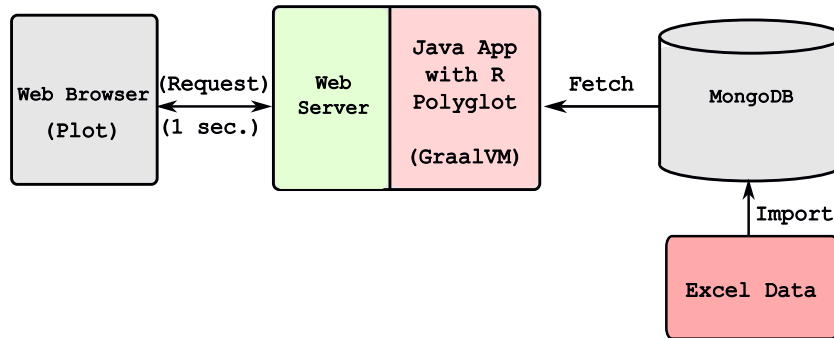 Web Browser
(Plot)
(Request)
(1 sec.)
Web
Server
Java App
with R
Polyglot
(GraalVM)
Fetch
MongoDB
Import
Excel Data